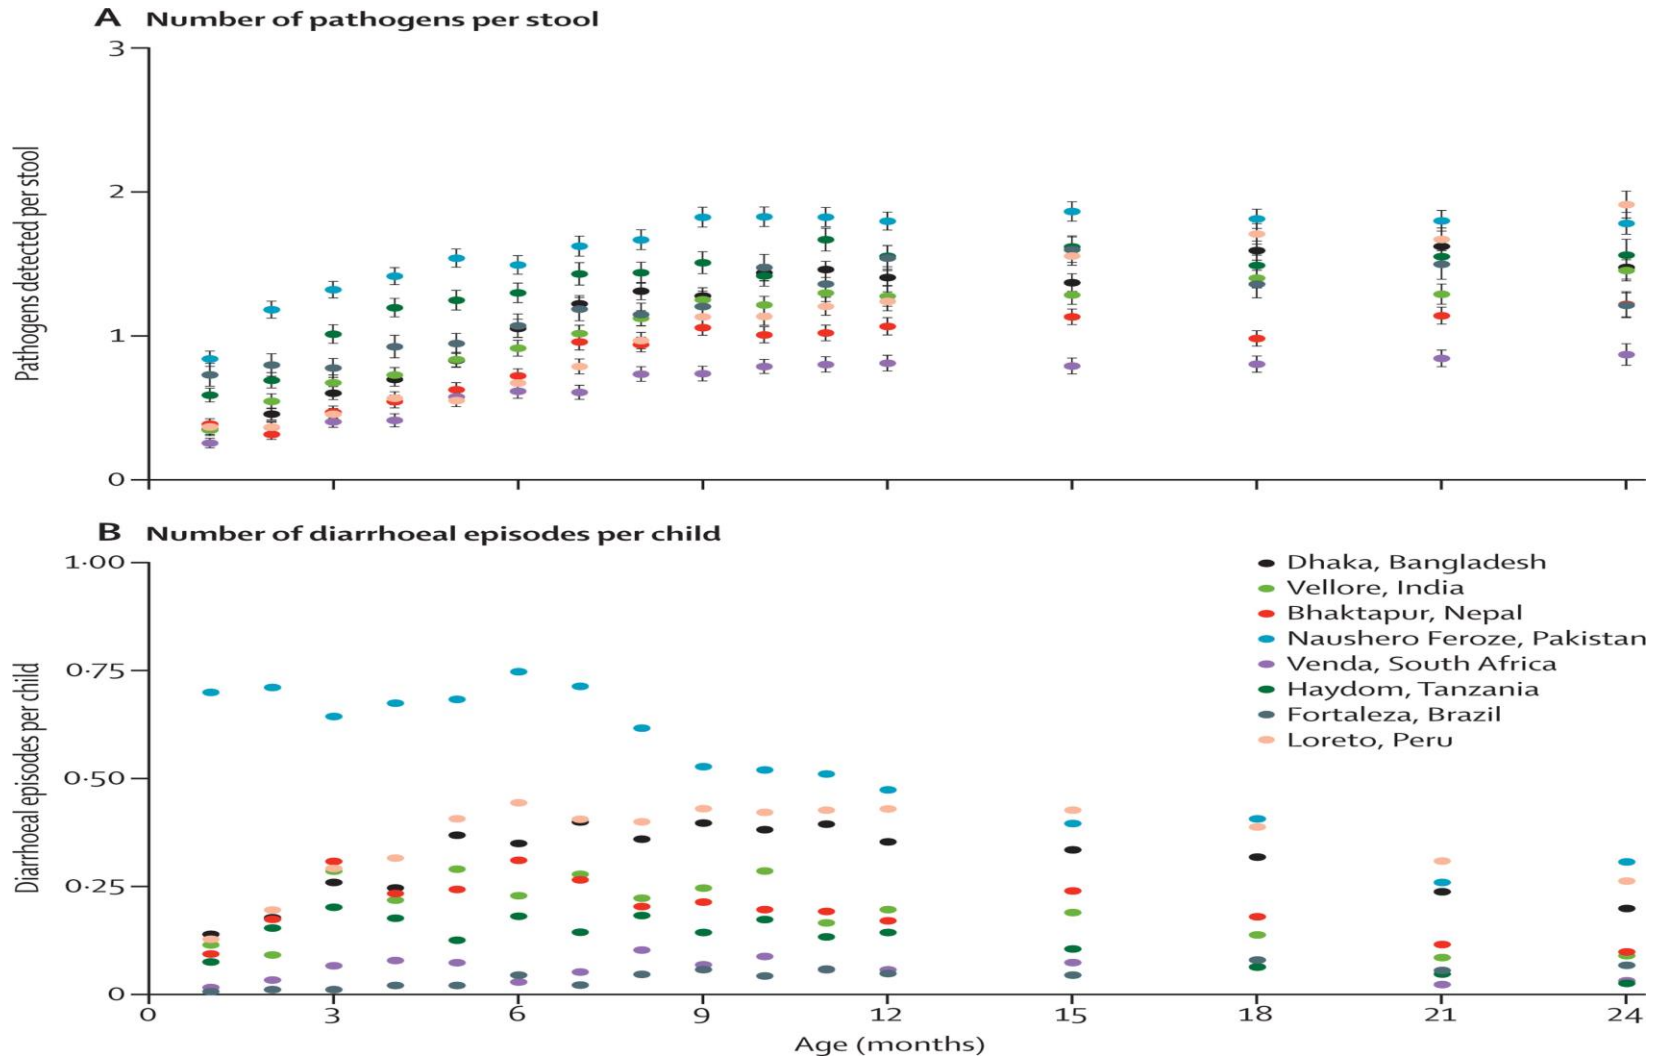 A Number of pathogens per stool
3
2
1
0
Pathogens detected per stool
B Number of diarrhoeal episodes per child
1·00
0·75
0·50
0·25
0
Diarrhoeal episodes per child
Dhaka, Bangladesh
Vellore, India
Bhaktapur, Nepal
Naushero Feroze, Pakistan
Venda, South Africa
Haydom, Tanzania
Fortaleza, Brazil
Loreto, Peru
0 3 6 9 12 15 18 21 24
Age (months)